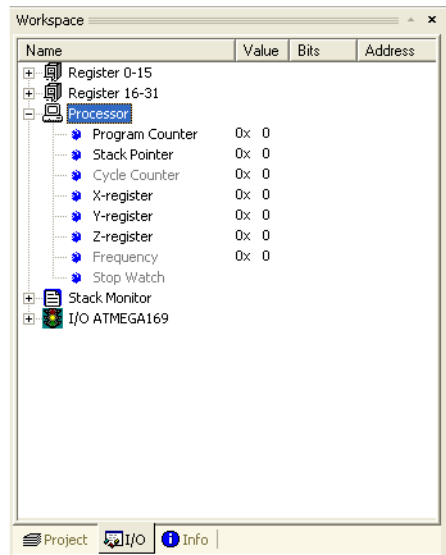 Workspace
Name Value Bits Address
Register 0-15
Register 16-31
Processor
Program Counter 0x 0
Stack Pointer 0x 0
Cycle Counter 0x 0
X-register 0x 0
Y-register 0x 0
Z-register 0x 0
Frequency 0x 0
Stop Watch
Stack Monitor
I/O ATMEGA169
Project I/O Info